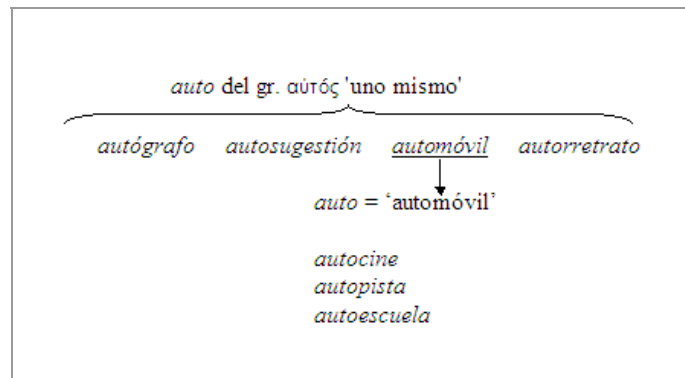 auto del gr. αὐτός 'uno mismo'
autógrafo autosugestión automóvil autorretrato
auto = ‘automóvil’
autocine
autopista
autoescuela